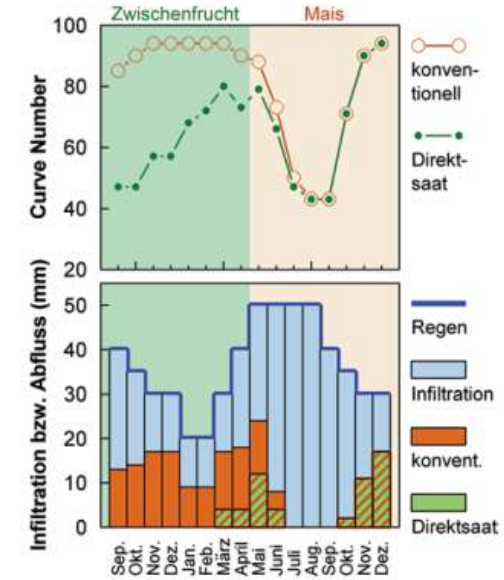 Zwischenfrucht Mais
100
80
60
40
20
Curve Number
konven-
tionell
Direkt-
saat
50
40
30
20
10
0
Infiltration bzw. Abfluss (mm)
Regen
Infiltration
konvent.
Direktsaat
Sep.
Okt.
Nov.
Dez.
Jan.
Feb.
März
April
Mai
Juni
Juli
Aug.
Sep.
Okt.
Nov.
Dez.